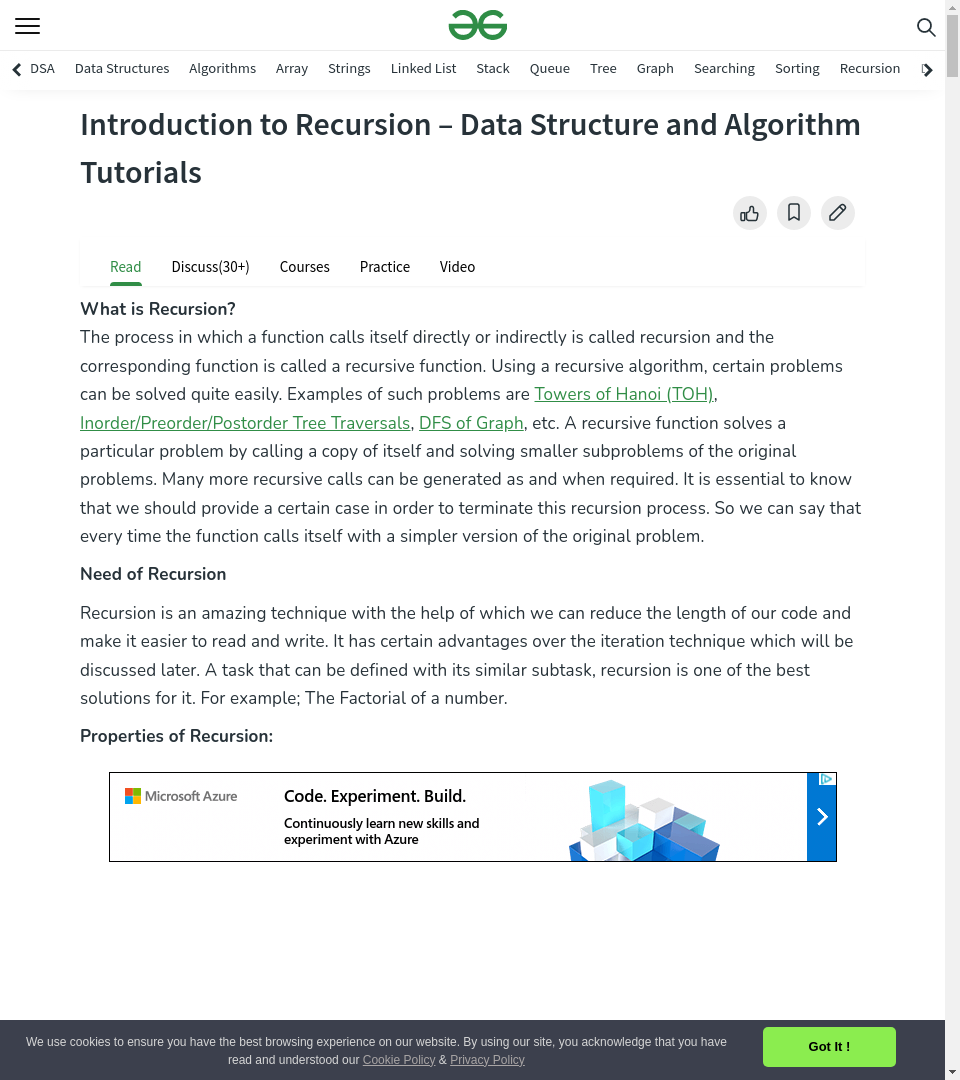 DSA Data Structures Algorithms Array Strings Linked List Stack Queue Tree Graph Searching Sorting Recursion
Introduction to Recursion – Data Structure and Algorithm
Tutorials
Read Discuss(30+) Courses Practice Video
What is Recursion?
The process in which a function calls itself directly or indirectly is called recursion and the
corresponding function is called a recursive function. Using a recursive algorithm, certain problems
can be solved quite easily. Examples of such problems are Towers of Hanoi (TOH),
Inorder/Preorder/Postorder Tree Traversals, DFS of Graph, etc. A recursive function solves a
particular problem by calling a copy of itself and solving smaller subproblems of the original
problems. Many more recursive calls can be generated as and when required. It is essential to know
that we should provide a certain case in order to terminate this recursion process. So we can say that
every time the function calls itself with a simpler version of the original problem.
Need of Recursion
Recursion is an amazing technique with the help of which we can reduce the length of our code and
make it easier to read and write. It has certain advantages over the iteration technique which will be
discussed later. A task that can be defined with its similar subtask, recursion is one of the best
solutions for it. For example; The Factorial of a number.
Properties of Recursion:
Microsoft Azure
Code. Experiment. Build.
Continuously learn new skills and
experiment with Azure
We use cookies to ensure you have the best browsing experience on our website. By using our site, you acknowledge that you have
read and understood our Cookie Policy & Privacy Policy
Got It !